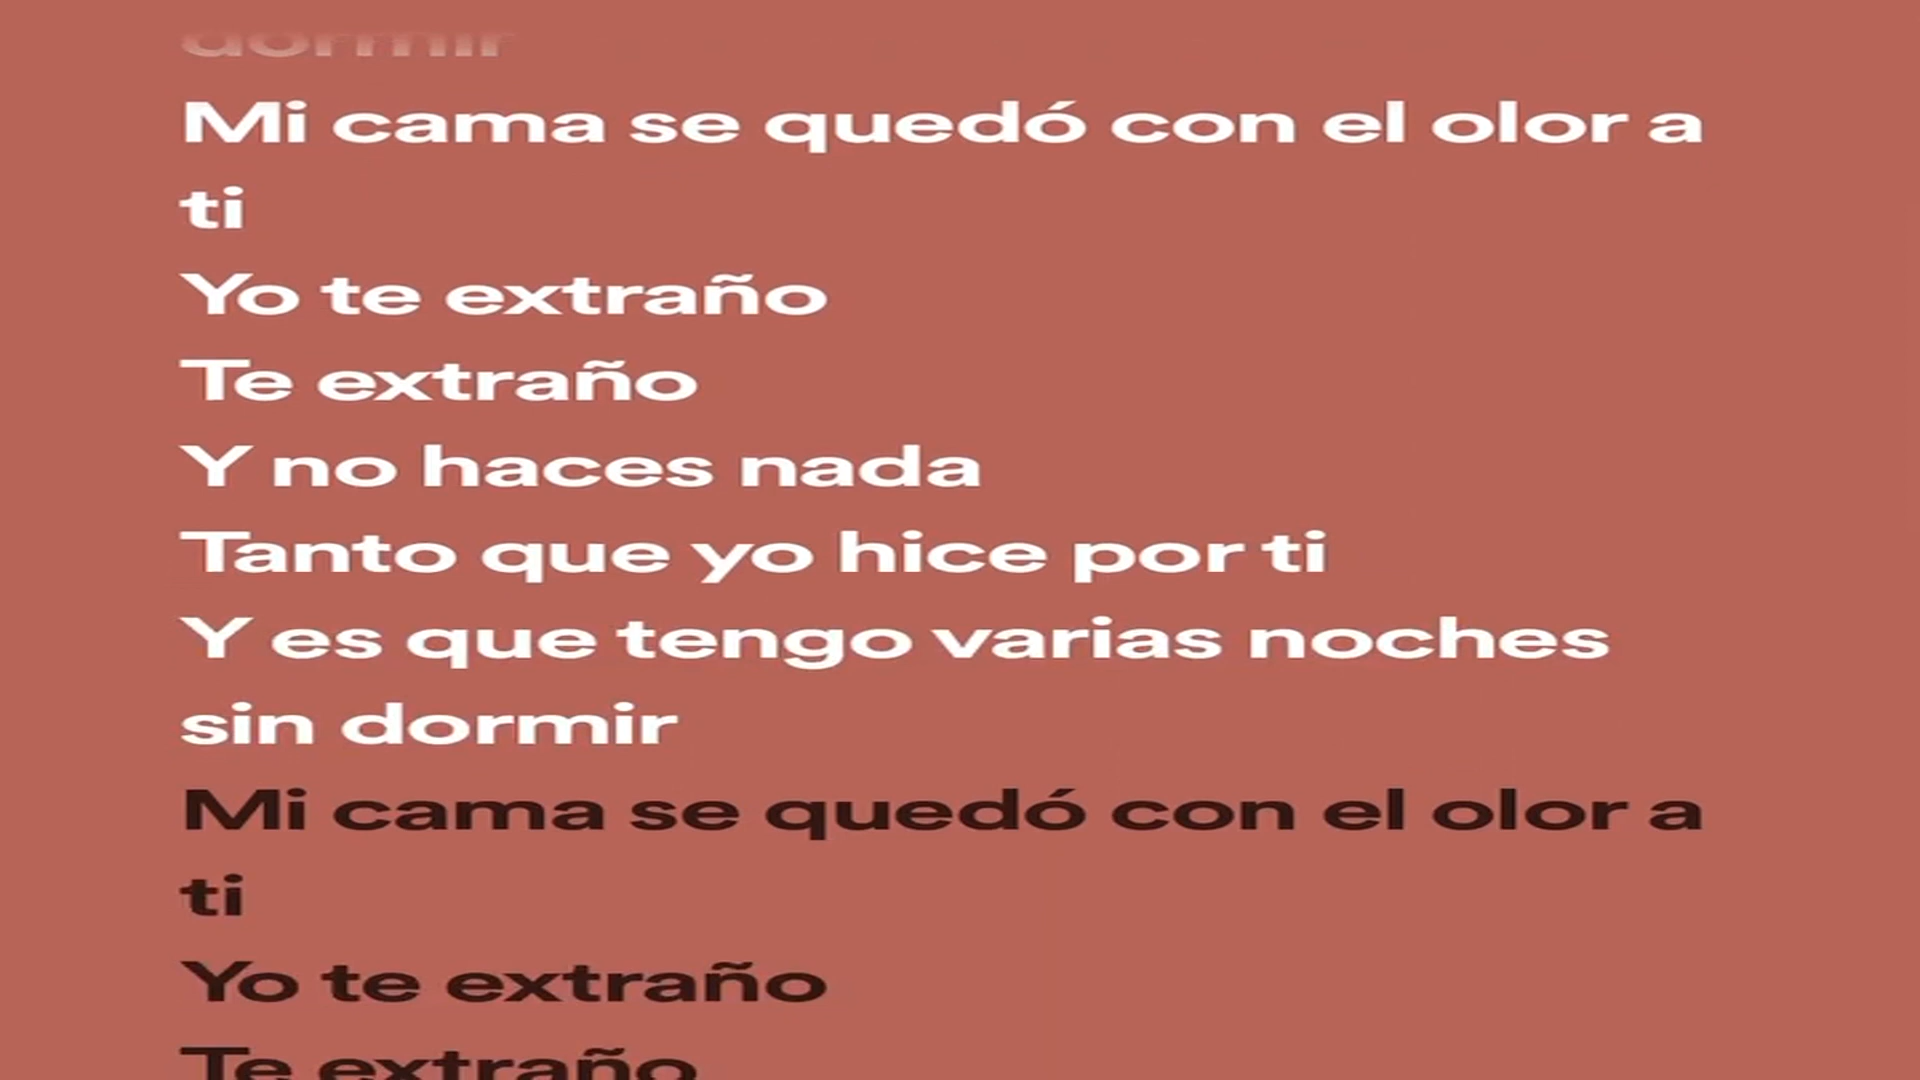 dormir
Mi cama se quedó con el olor a
ti
Yo te extraño
Te extraño
Y no haces nada
Tanto que yo hice por ti
Y es que tengo varias noches
sin dormir
Mi cama se quedó con el olor a
ti
Yo te extraño
Te extraño